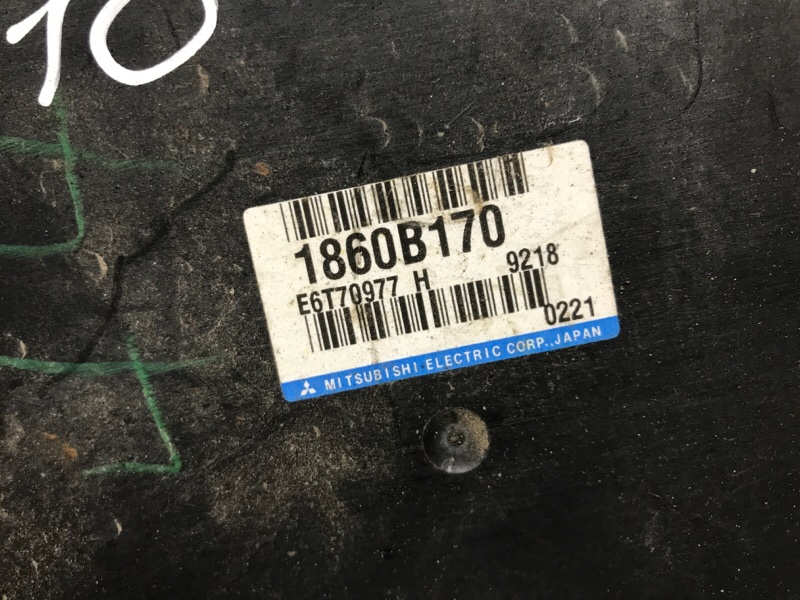 10
1860B170
E6T70977 H 9218
0221
MITSUBISHI ELECTRIC CORP.,JAPAN